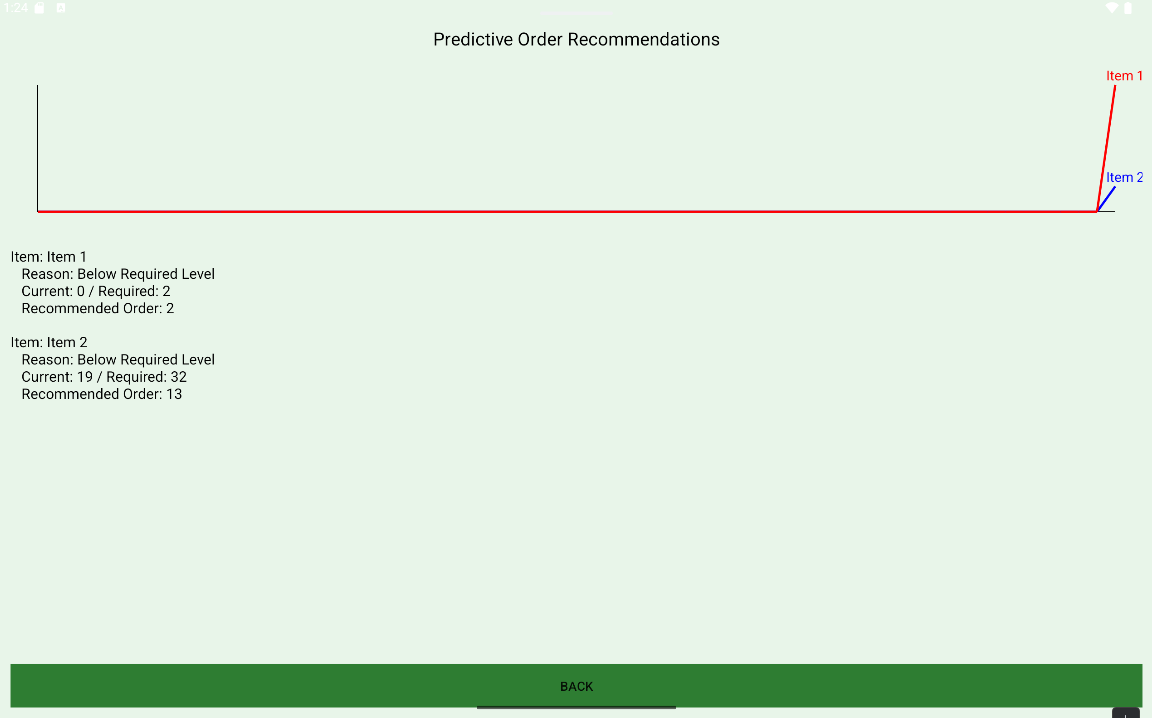 1:24
Predictive Order Recommendations
Item 1
Item 2
Item: Item 1
Reason: Below Required Level
Current: 0 / Required: 2
Recommended Order: 2
Item: Item 2
Reason: Below Required Level
Current: 19 / Required: 32
Recommended Order: 13
BACK